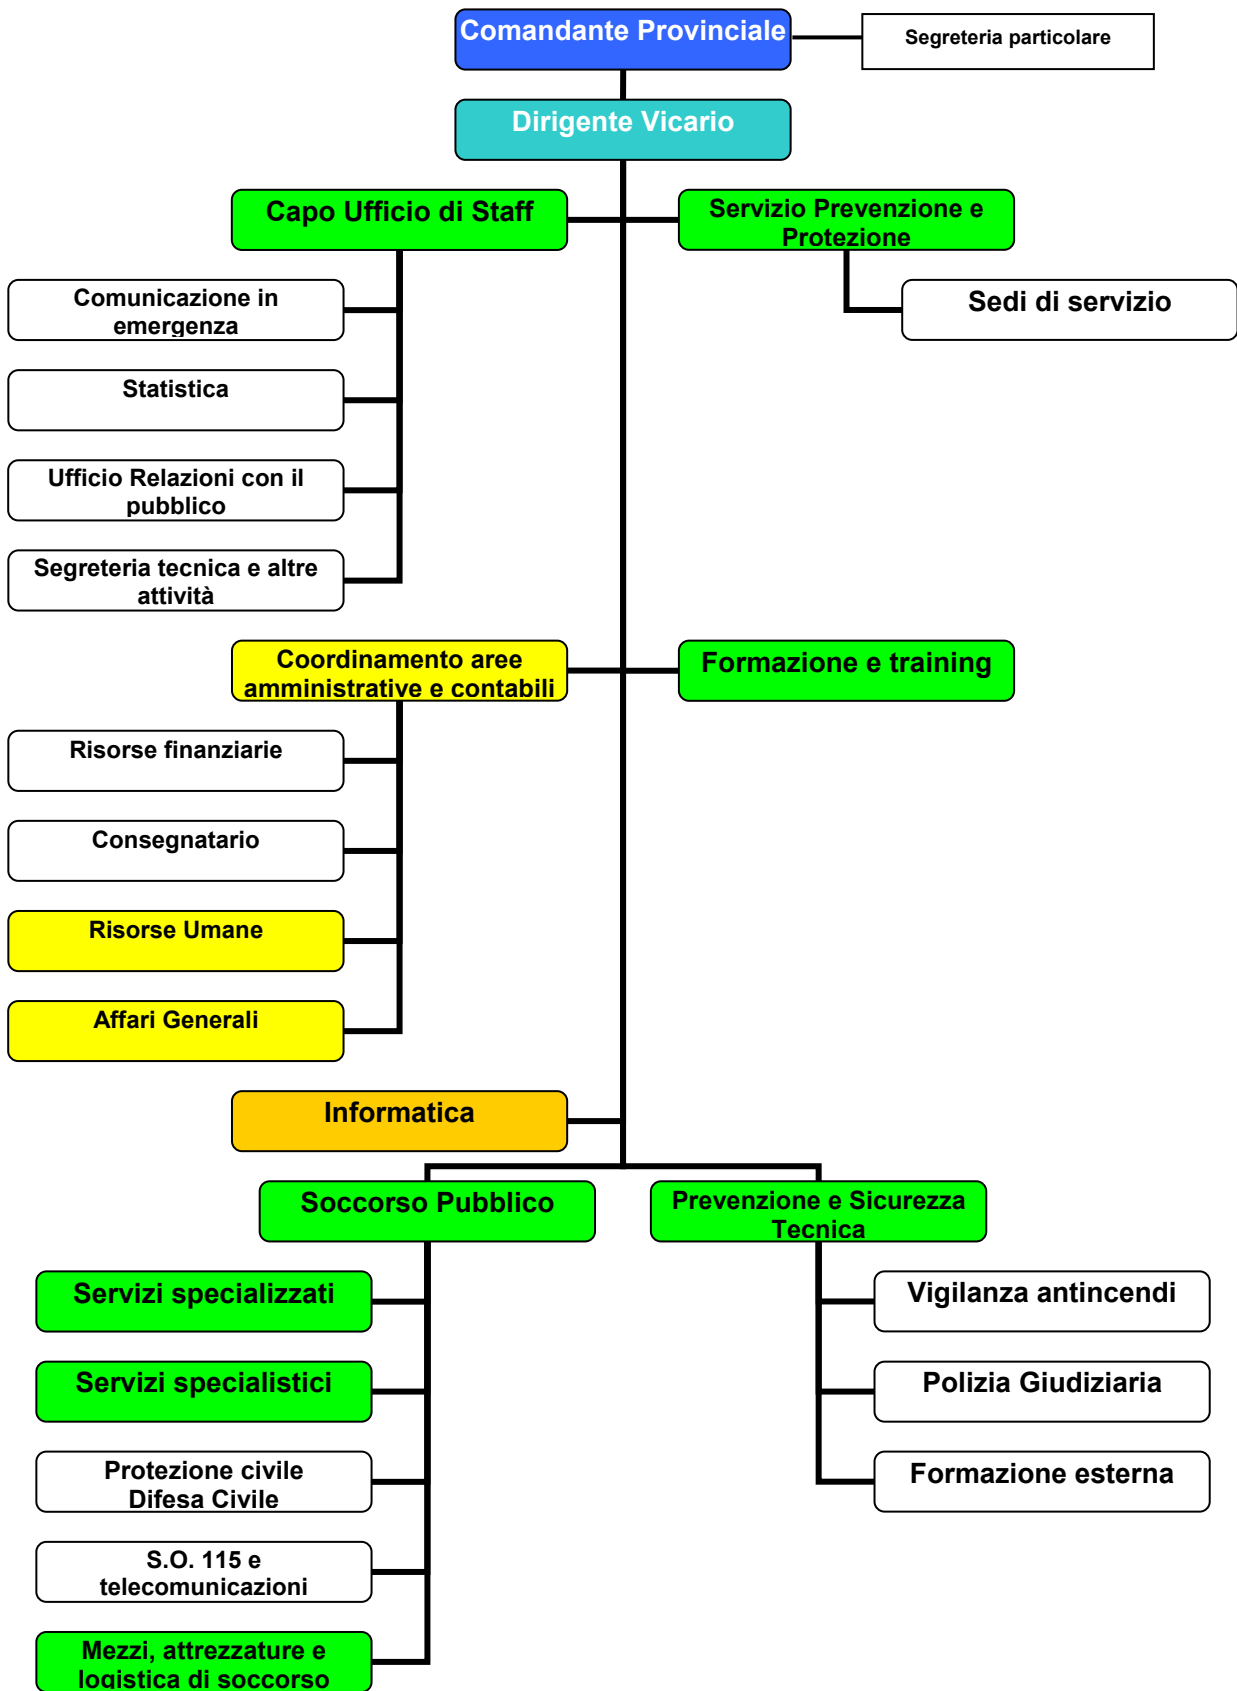 Comandante Provinciale
Segreteria particolare
Dirigente Vicario
Capo Ufficio di Staff
Servizio Prevenzione e
Protezione
Comunicazione in
emergenza
Sedi di servizio
Statistica
Ufficio Relazioni con il
pubblico
Segreteria tecnica e altre
attività
Coordinamento aree
amministrative e contabili
Formazione e training
Risorse finanziarie
Consegnatario
Risorse Umane
Affari Generali
Informatica
Soccorso Pubblico
Prevenzione e Sicurezza
Tecnica
Servizi specializzati
Vigilanza antincendi
Servizi specialistici
Polizia Giudiziaria
Protezione civile
Difesa Civile
Formazione esterna
S.O. 115 e
telecomunicazioni
Mezzi, attrezzature e
logistica di soccorso